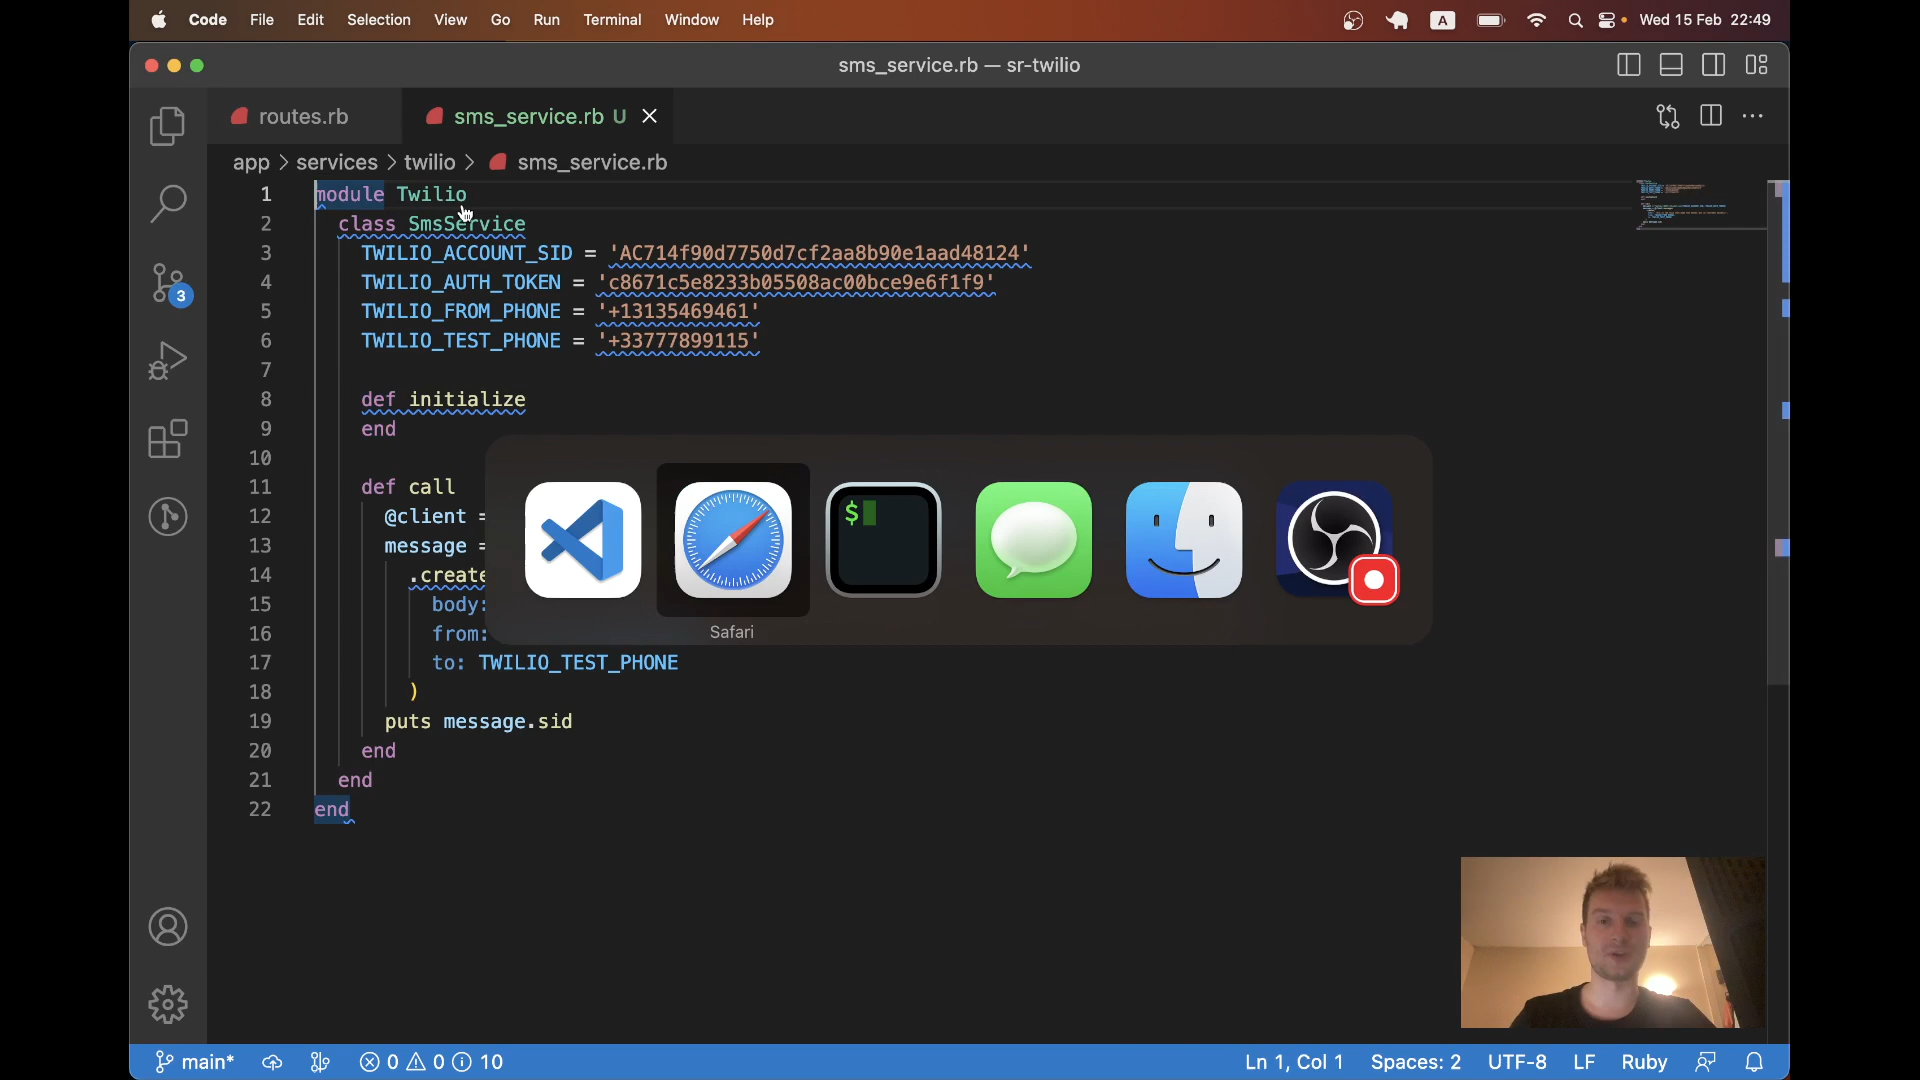 Code File Edit Selection View Go Run Terminal Window Help A Wed 15 Feb 22:49
sms_service.rb — sr-twilio
routes.rb sms_service.rb U
app > services > twilio > sms_service.rb
1 module Twilio
2 class SmsService
3 TWILIO_ACCOUNT_SID = 'AC714f90d7750d7cf2aa8b90e1aad48124'
4 TWILIO_AUTH_TOKEN = 'c8671c5e8233b05508ac00bce9e6f1f9'
5 TWILIO_FROM_PHONE = '+13135469461'
6 TWILIO_TEST_PHONE = '+33777899115'
7
8 def initialize
9 end
10
11 def call
12 @client =
13 message =
14 .create
15 body:
16 from:
17 to: TWILIO_TEST_PHONE
18 )
19 puts message.sid
20 end
21 end
22 end
3
$
Safari
main* 0 0 10 Ln 1, Col 1 Spaces: 2 UTF-8 LF Ruby